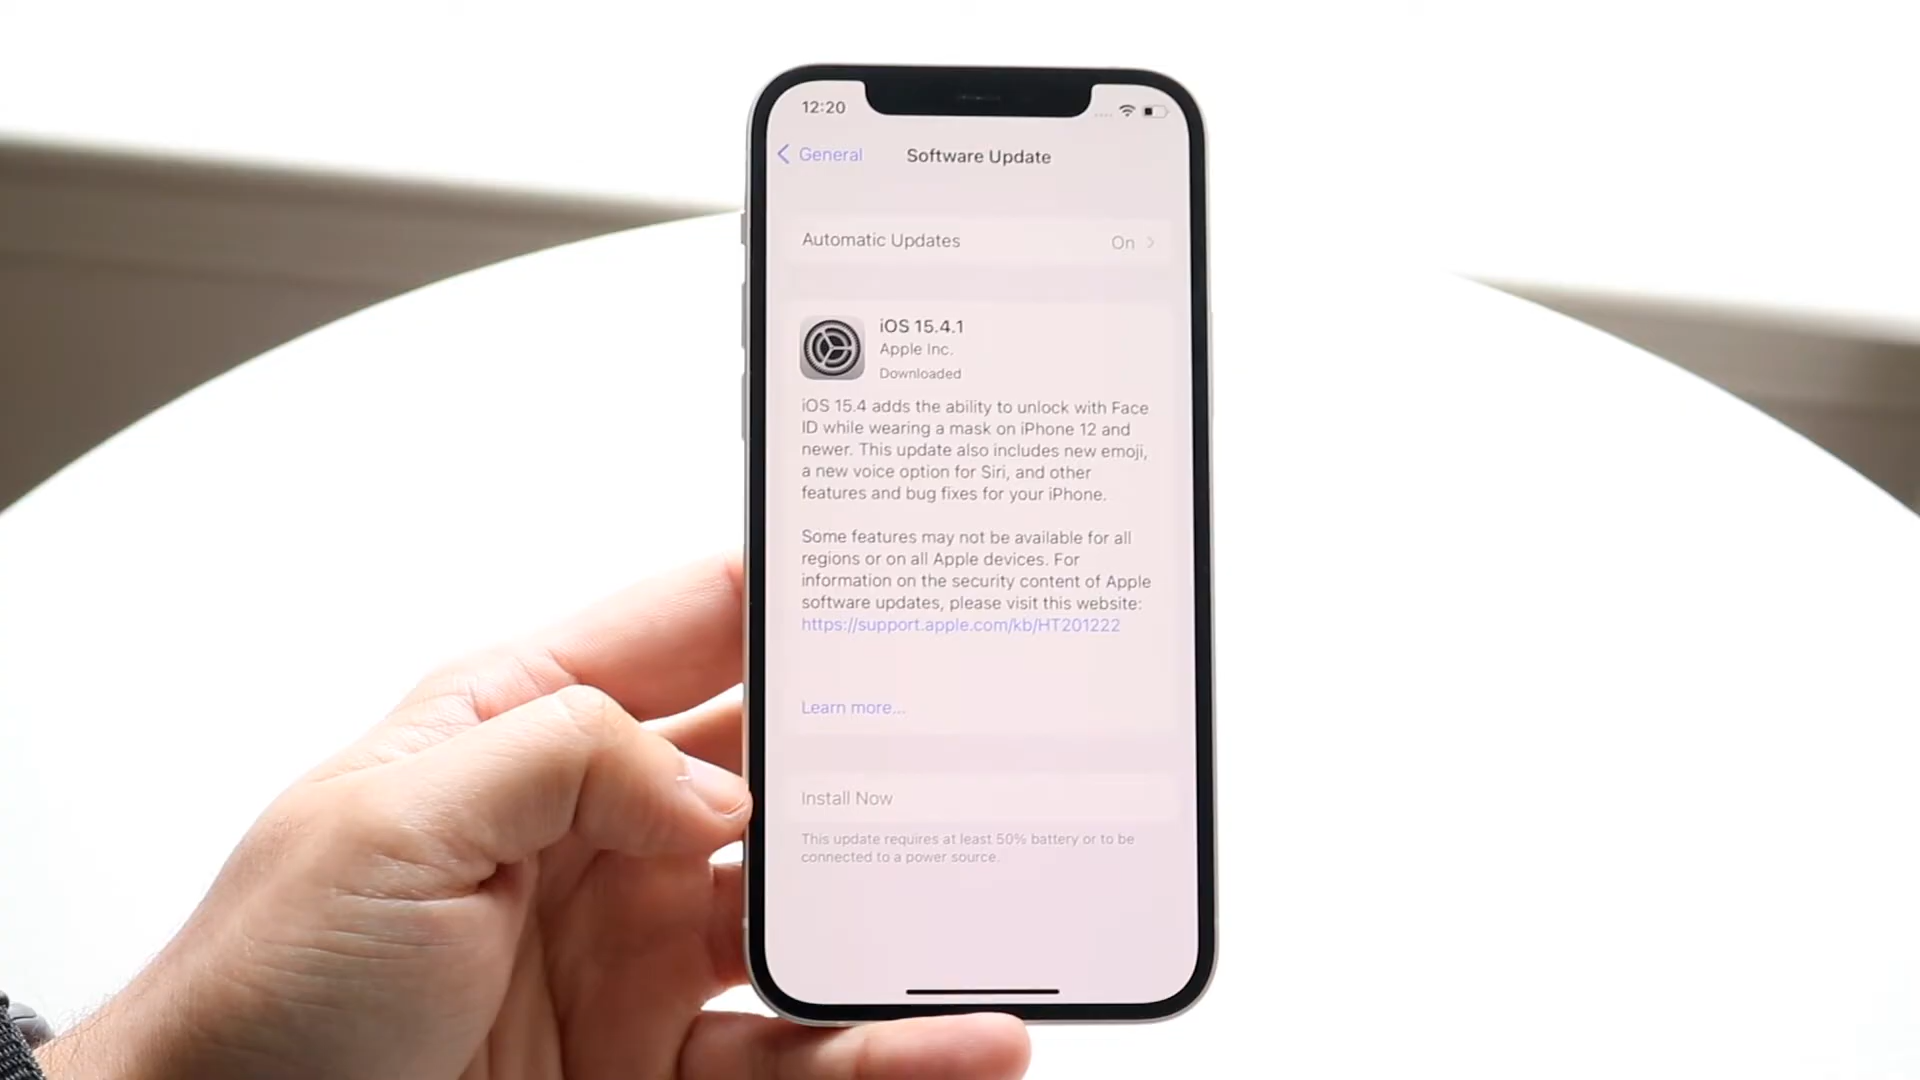 12:20
General
Software Update
Automatic Updates
On
iOS 15.4.1
Apple Inc.
Downloaded
iOS 15.4 adds the ability to unlock with Face
ID while wearing a mask on iPhone 12 and
newer. This update also includes new emoji,
a new voice option for Siri, and other
features and bug fixes for your iPhone.
Some features may not be available for all
regions or on all Apple devices. For
information on the security content of Apple
software updates, please visit this website:
https://support.apple.com/kb/HT201222
Learn more...
Install Now
This update requires at least 50% battery or to be
connected to a power source.